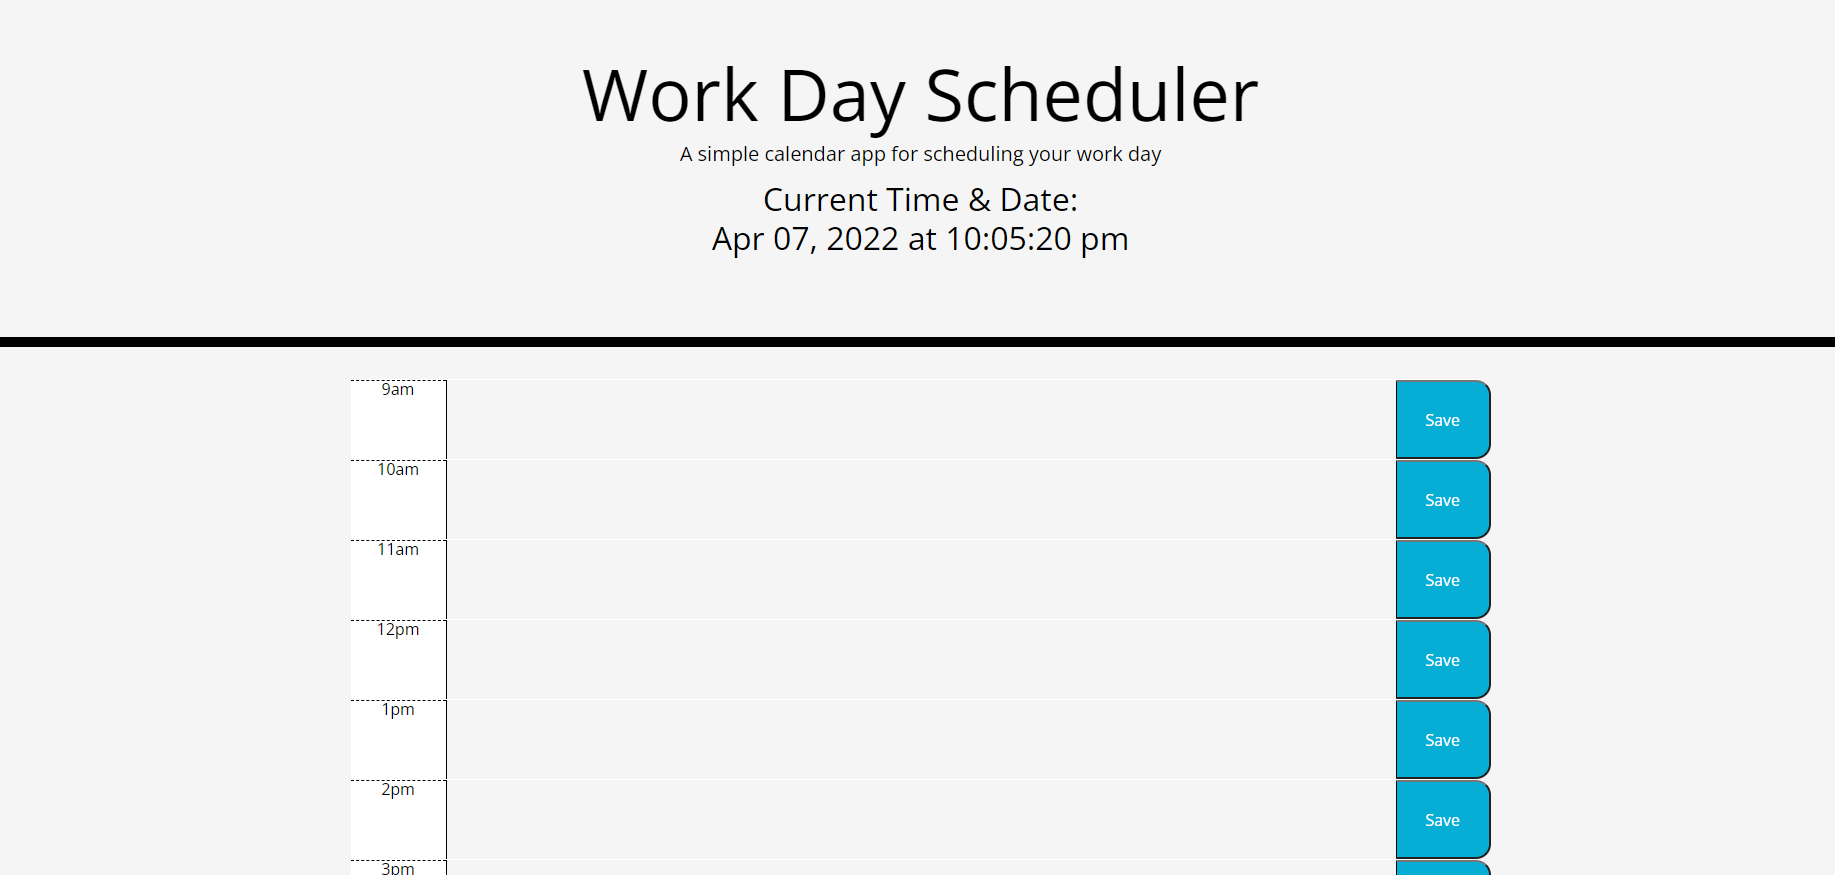 Work Day Scheduler
A simple calendar app for scheduling your work day
Current Time & Date:
Apr 07, 2022 at 10:05:20 pm
9am
Save
10am
Save
11am
Save
12pm
Save
1pm
Save
2pm
Save
3pm